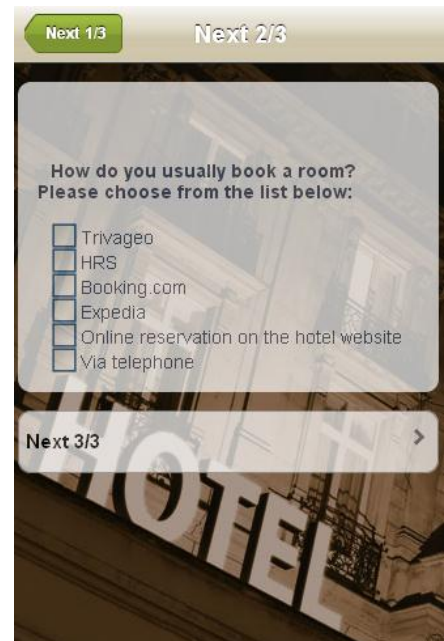 Next 1/3
Next 2/3
How do you usually book a room?
Please choose from the list below:
Trivageo
HRS
Booking.com
Expedia
Online reservation on the hotel website
Via telephone
Next 3/3
HOTEL